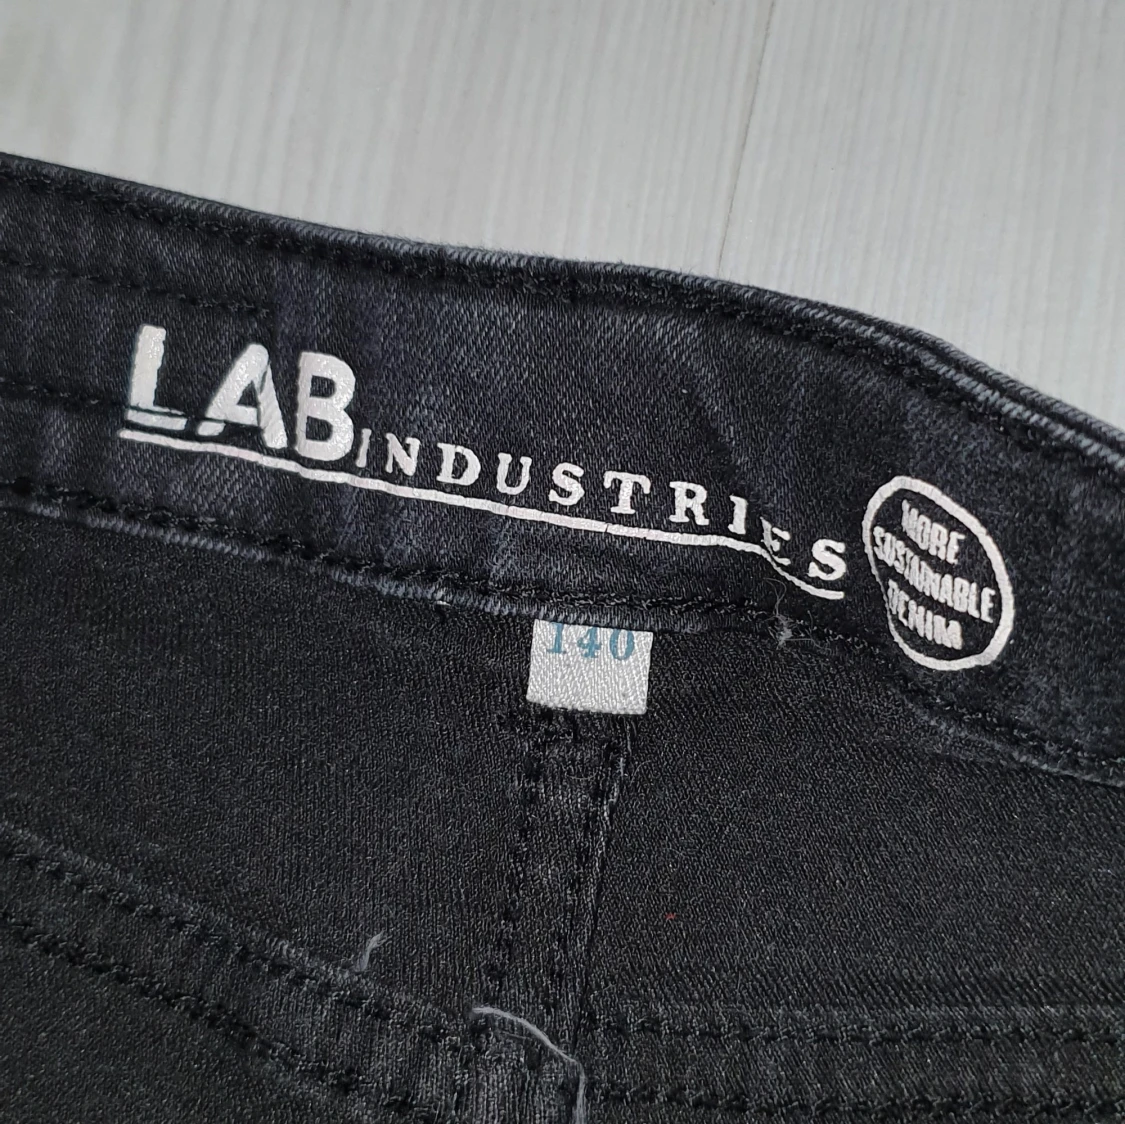 LAB INDUSTRIES
MORE
SUSTAINABLE
DENIM
140